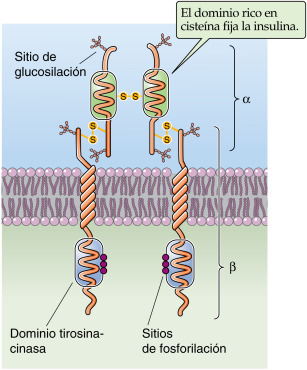 El dominio rico en
cisteína fija la insulina.
Sitio de
glucosilación
S
S
α
S
S
S
S
β
Dominio tirosina-
cinasa
Sitios
de fosforilación